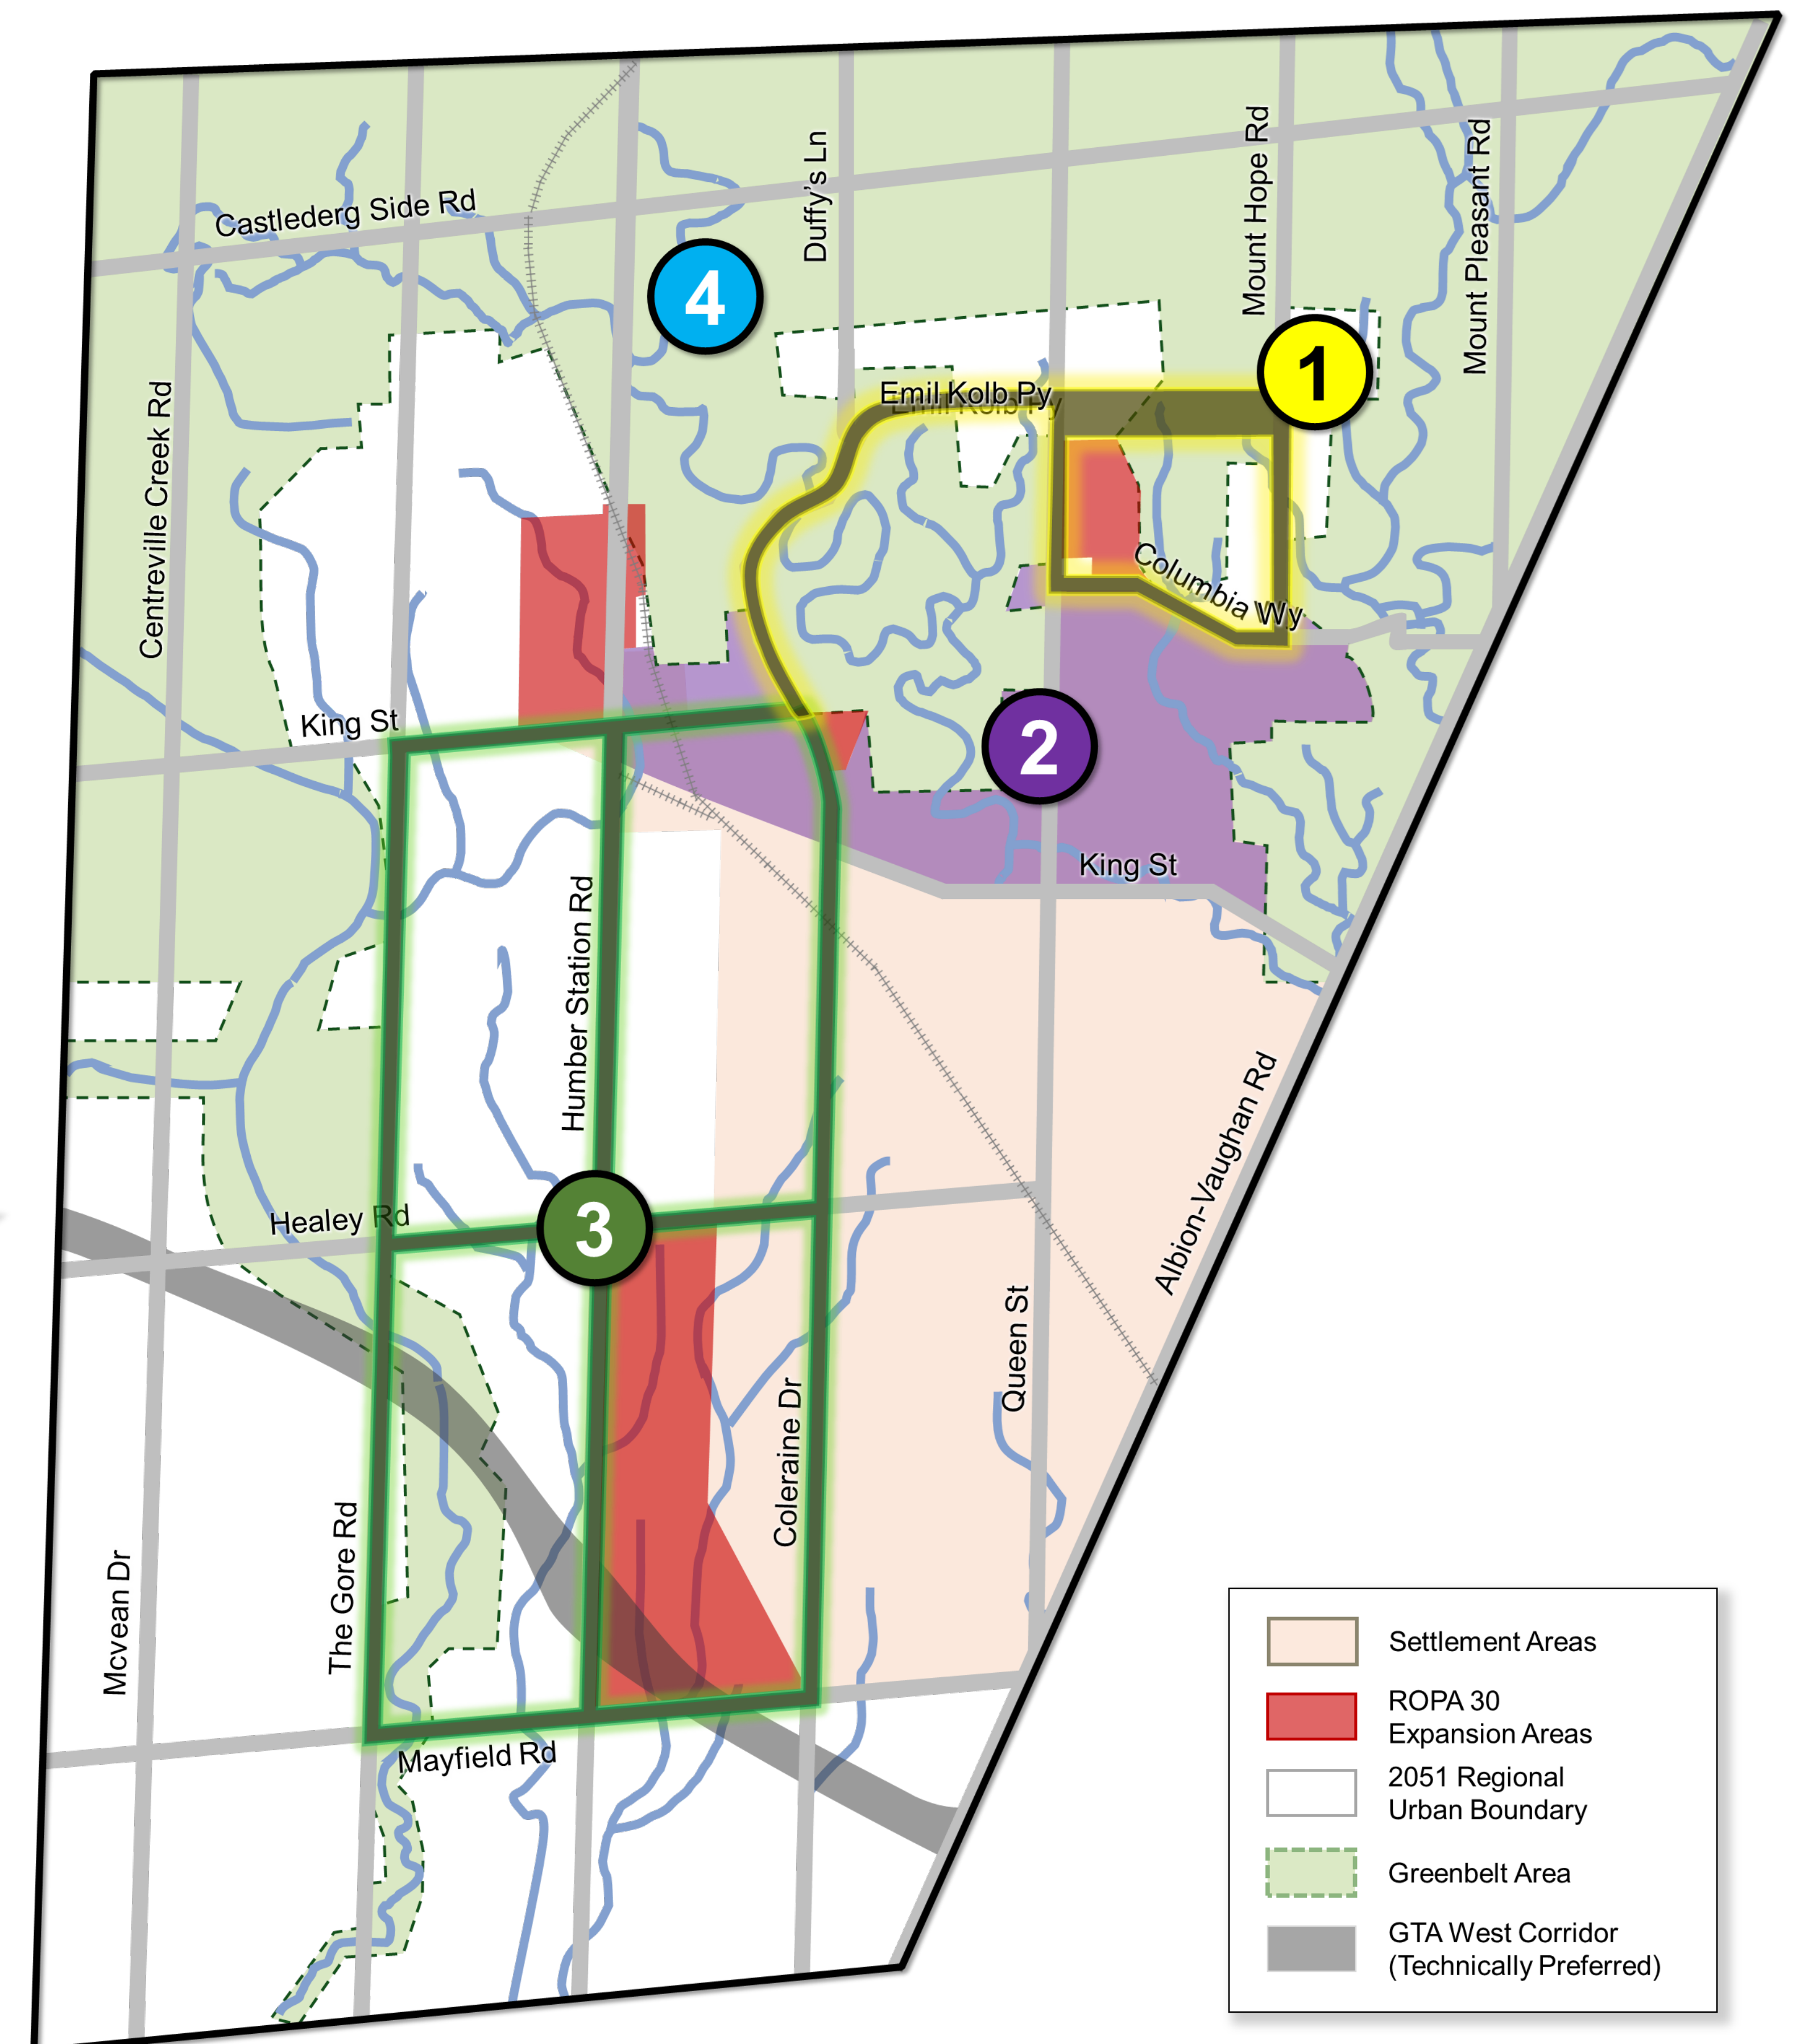 Castlederg Side Rd
Duffy's Ln
Mount Hope Rd
Mount Pleasant Rd
4
1
Emil Kolb Py
Emil Kolb Py
Centreville Creek Rd
Columbia Wy
King St
2
King St
Humber Station Rd
Healey Rd
3
Albion-Vaughan Rd
Queen St
Coleraine Dr
The Gore Rd
Mcvean Dr
Mayfield Rd
Settlement Areas
ROPA 30
Expansion Areas
2051 Regional
Urban Boundary
Greenbelt Area
GTA West Corridor
(Technically Preferred)